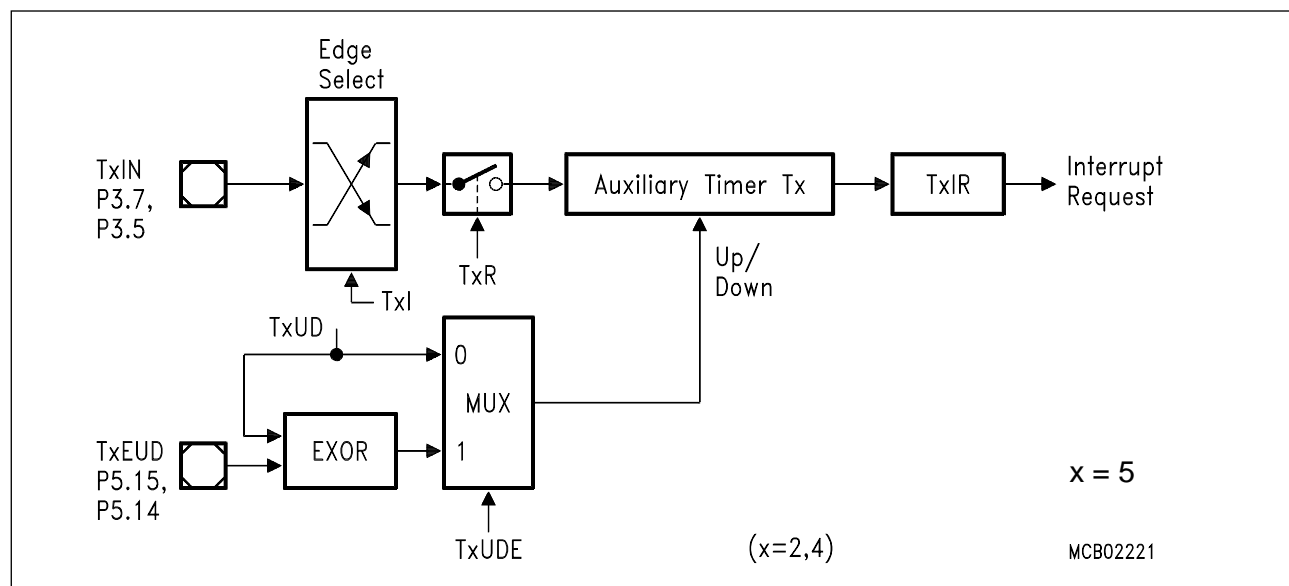 Edge
Select
TxIN
P3.7,
P3.5
Auxiliary Timer Tx
TxIR
Interrupt
Request
TxR
TxI
Up/
Down
TxUD
0
MUX
1
EXOR
TxEUD
P5.15,
P5.14
TxUDE
x = 5
(x=2,4)
MCB02221